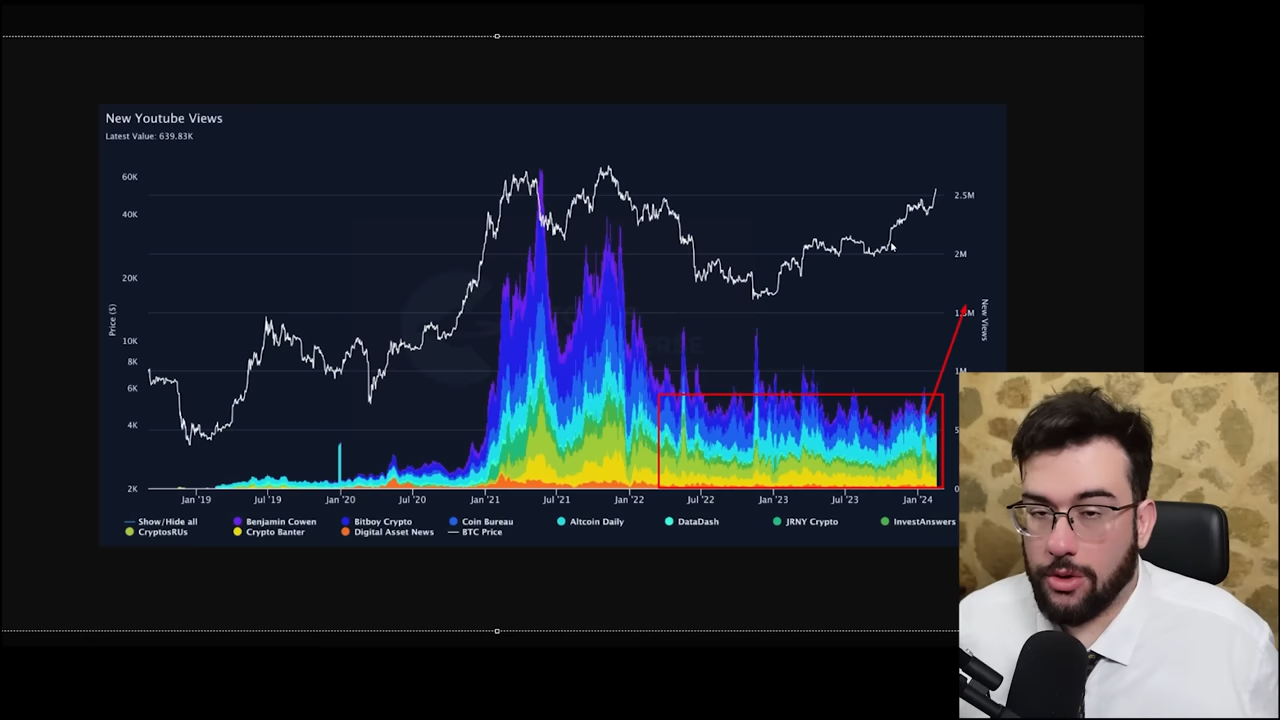 New Youtube Views
Latest Value: 639.83K
60K
40K
20K
10K
8K
6K
4K
2K
Price ($)
2.5M
2M
1.5M
1M
0
New Views
Jan '19 Jul '19 Jan '20 Jul '20 Jan '21 Jul '21 Jan '22 Jul '22 Jan '23 Jul '23 Jan '24
Show/Hide all Benjamin Cowen Bitboy Crypto Coin Bureau Altcoin Daily DataDash JRNY Crypto InvestAnswers
CryptosRUs Crypto Banter Digital Asset News BTC Price